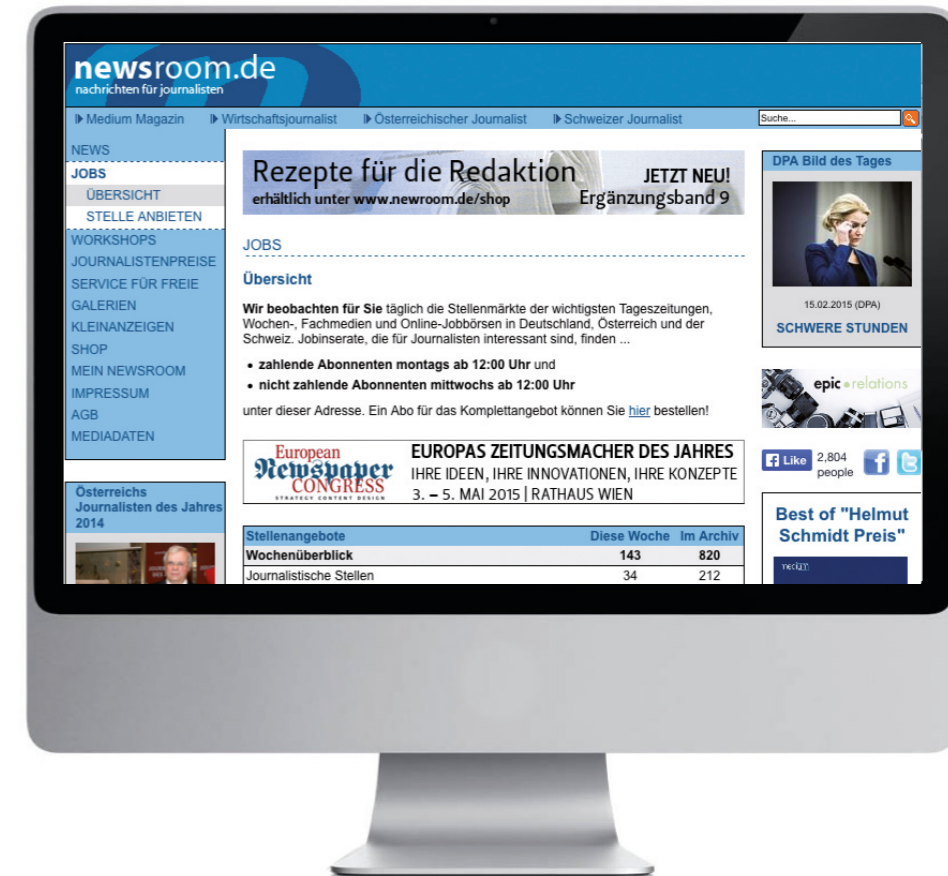 newsroom.de
nachrichten für journalisten
Medium Magazin Wirtschaftsjournalist Österreichischer Journalist Schweizer Journalist Suche...
NEWS
JOBS
ÜBERSICHT
STELLE ANBIETEN
WORKSHOPS
JOURNALISTENPREISE
SERVICE FÜR FREIE
GALERIEN
KLEINANZEIGEN
SHOP
MEIN NEWSROOM
IMPRESSUM
AGB
MEDIADATEN
Österreichs
Journalisten des Jahres
2014
Rezepte für die Redaktion
erhältlich unter www.newroom.de/shop
JETZT NEU!
Ergänzungsband 9
JOBS
Übersicht
Wir beobachten für Sie täglich die Stellenmärkte der wichtigsten Tageszeitungen,
Wochen-, Fachmedien und Online-Jobbörsen in Deutschland, Österreich und der
Schweiz. Jobinserate, die für Journalisten interessant sind, finden ...
• zahlende Abonnenten montags ab 12:00 Uhr und
• nicht zahlende Abonnenten mittwochs ab 12:00 Uhr
unter dieser Adresse. Ein Abo für das Komplettangebot können Sie hier bestellen!
European
Newspaper
CONGRESS
STRATEGY CONTENT DESIGN
EUROPAS ZEITUNGSMACHER DES JAHRES
IHRE IDEEN, IHRE INNOVATIONEN, IHRE KONZEPTE
3. – 5. MAI 2015 | RATHAUS WIEN
Stellenangebote Diese Woche Im Archiv
Wochenüberblick 143 820
Journalistische Stellen 34 212
DPA Bild des Tages
15.02.2015 (DPA)
SCHWERE STUNDEN
epic relations
Like 2,804
people
Best of "Helmut
Schmidt Preis"